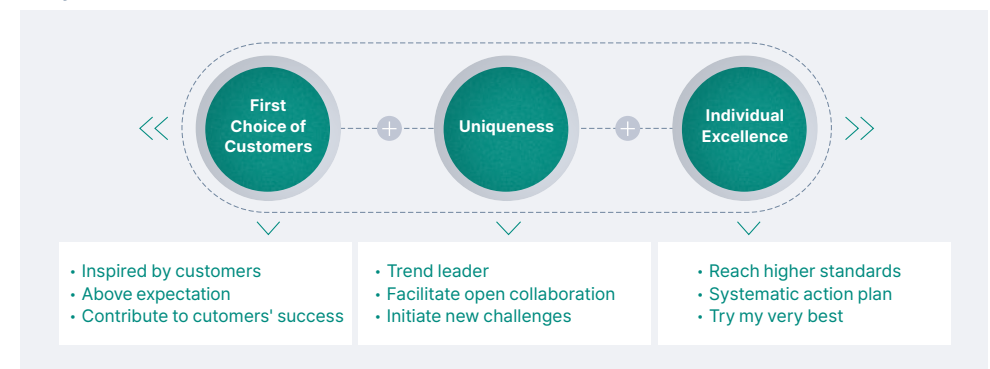 First
Choice of
Customers
Uniqueness
Individual
Excellence
• Inspired by customers
• Above expectation
• Contribute to cutomers' success
• Trend leader
• Facilitate open collaboration
• Initiate new challenges
• Reach higher standards
• Systematic action plan
• Try my very best